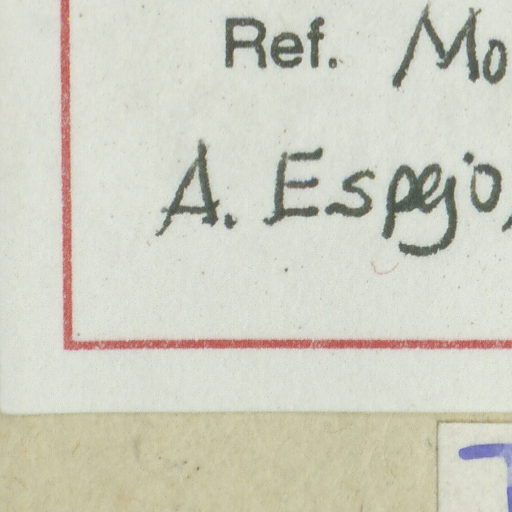 Ref. Mo
A. Espejo,